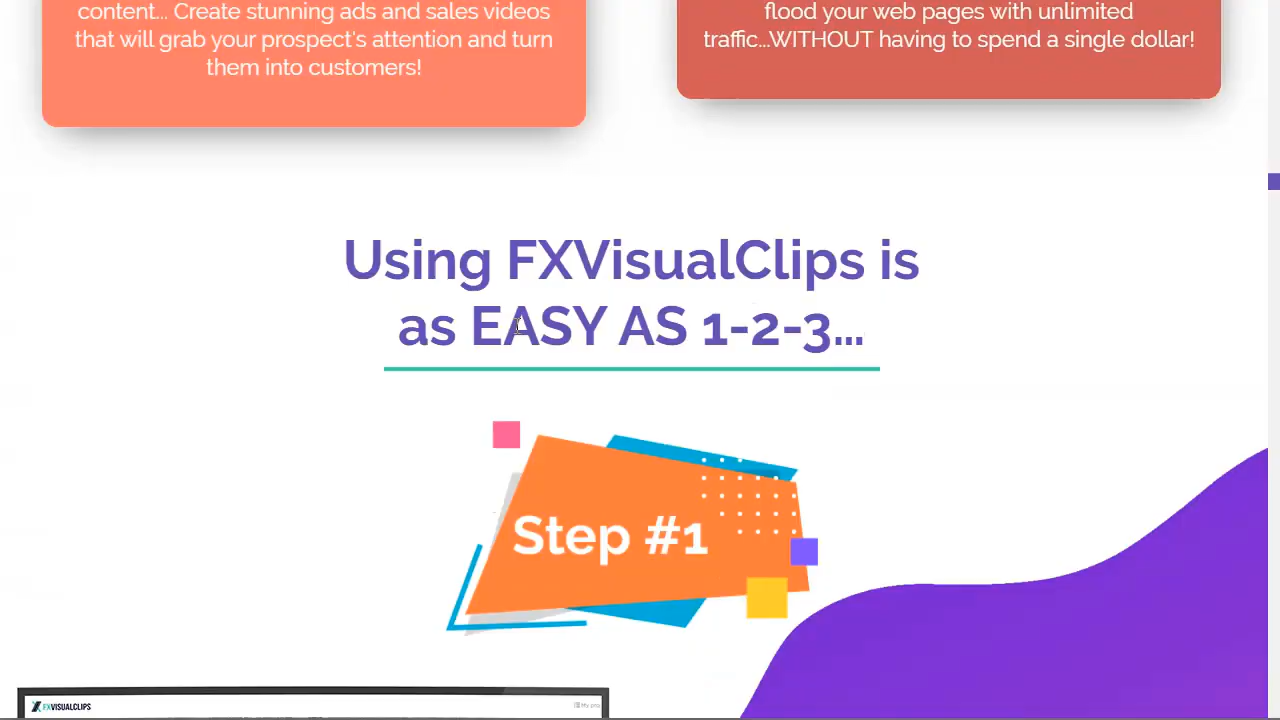 content... Create stunning ads and sales videos
that will grab your prospect's attention and turn
them into customers!
flood your web pages with unlimited
traffic...WITHOUT having to spend a single dollar!
Using FXVisualClips is
as EASY AS 1-2-3...
Step #1
FXVISUALCLIPS
My pro